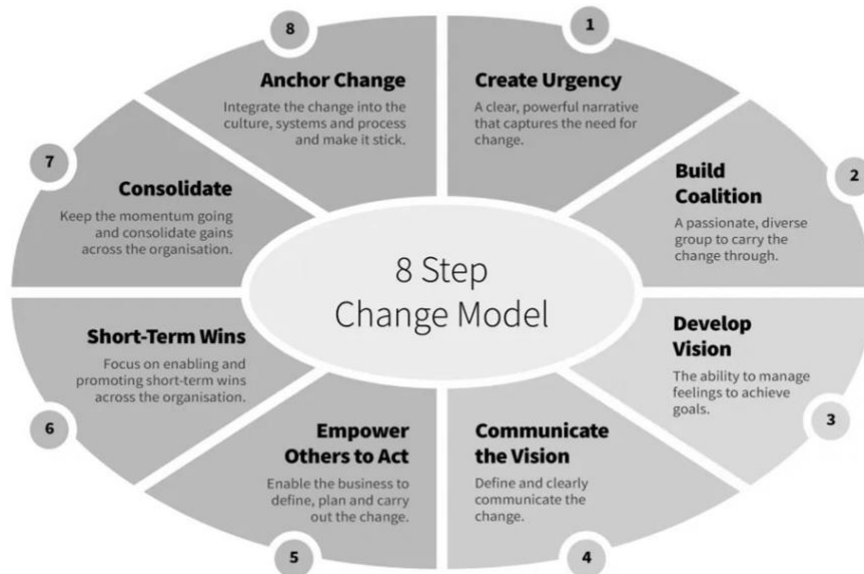 8 Step
Change Model
1
Create Urgency
A clear, powerful narrative
that captures the need for
change.
2
Build
Coalition
A passionate, diverse
group to carry the
change through.
3
Develop
Vision
The ability to manage
feelings to achieve
goals.
4
Communicate
the Vision
Define and clearly
communicate the
change.
5
Empower
Others to Act
Enable the business to
define, plan and carry
out the change.
6
Short-Term Wins
Focus on enabling and
promoting short-term wins
across the organisation.
7
Consolidate
Keep the momentum going
and consolidate gains
across the organisation.
8
Anchor Change
Integrate the change into the
culture, systems and process
and make it stick.